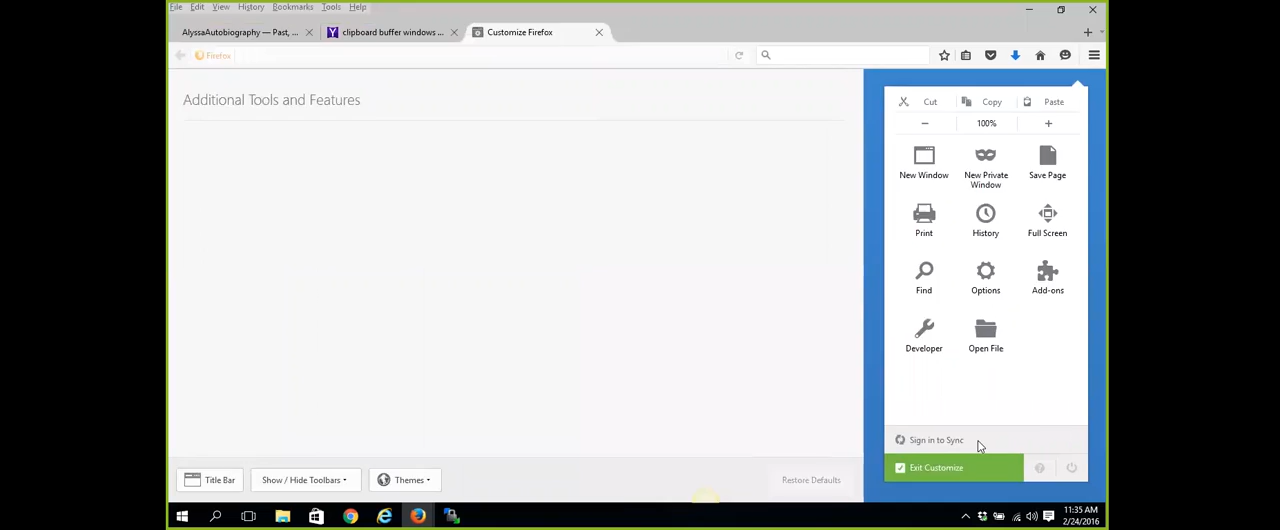 File Edit View History Bookmarks Tools Help
AlyssaAutobiography — Past, ...
clipboard buffer windows ...
Customize Firefox
Firefox
Additional Tools and Features
Cut Copy Paste
− 100% +
New Window
New Private
Window
Save Page
Print
History
Full Screen
Find
Options
Add-ons
Developer
Open File
Sign in to Sync
Exit Customize
Title Bar
Show / Hide Toolbars
Themes
Restore Defaults
11:35 AM
2/24/2016